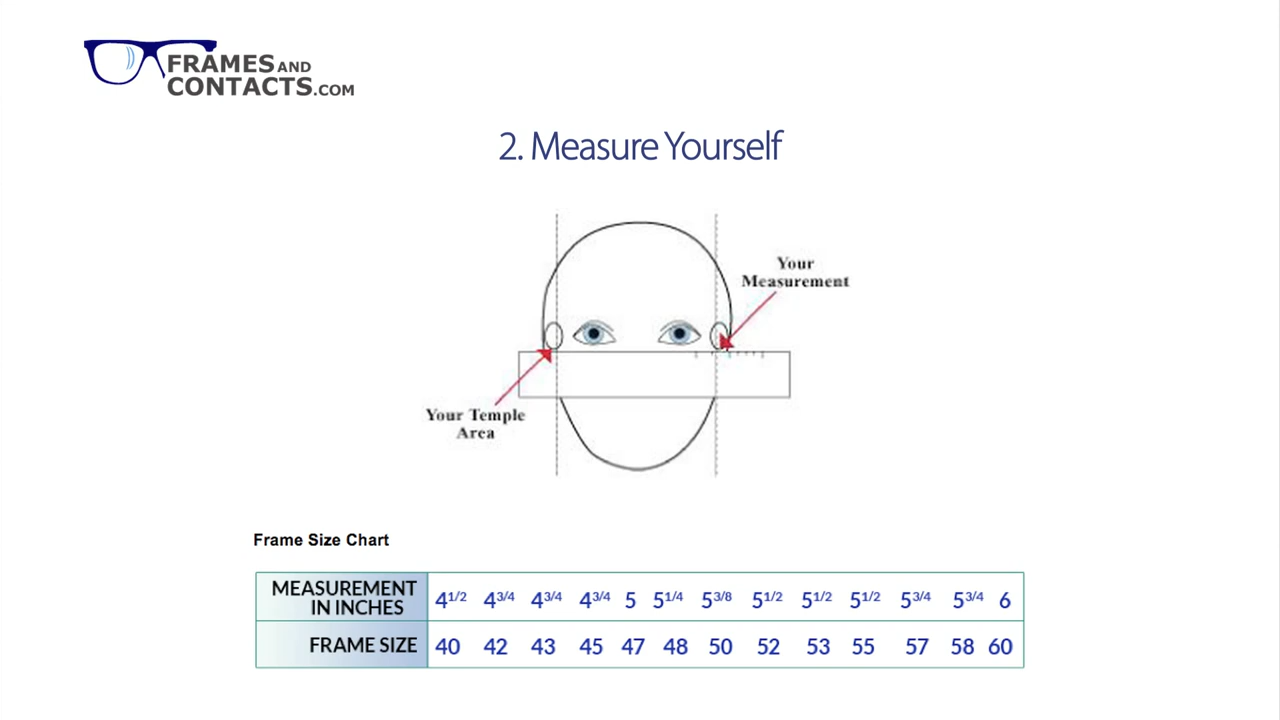 FRAMES AND
CONTACTS.COM
2. Measure Yourself
Your
Measurement
Your Temple
Area
Frame Size Chart
MEASUREMENT IN INCHES 4 1/2 4 3/4 4 3/4 4 3/4 5 5 1/4 5 3/8 5 1/2 5 1/2 5 1/2 5 3/4 5 3/4 6
FRAME SIZE 40 42 43 45 47 48 50 52 53 55 57 58 60